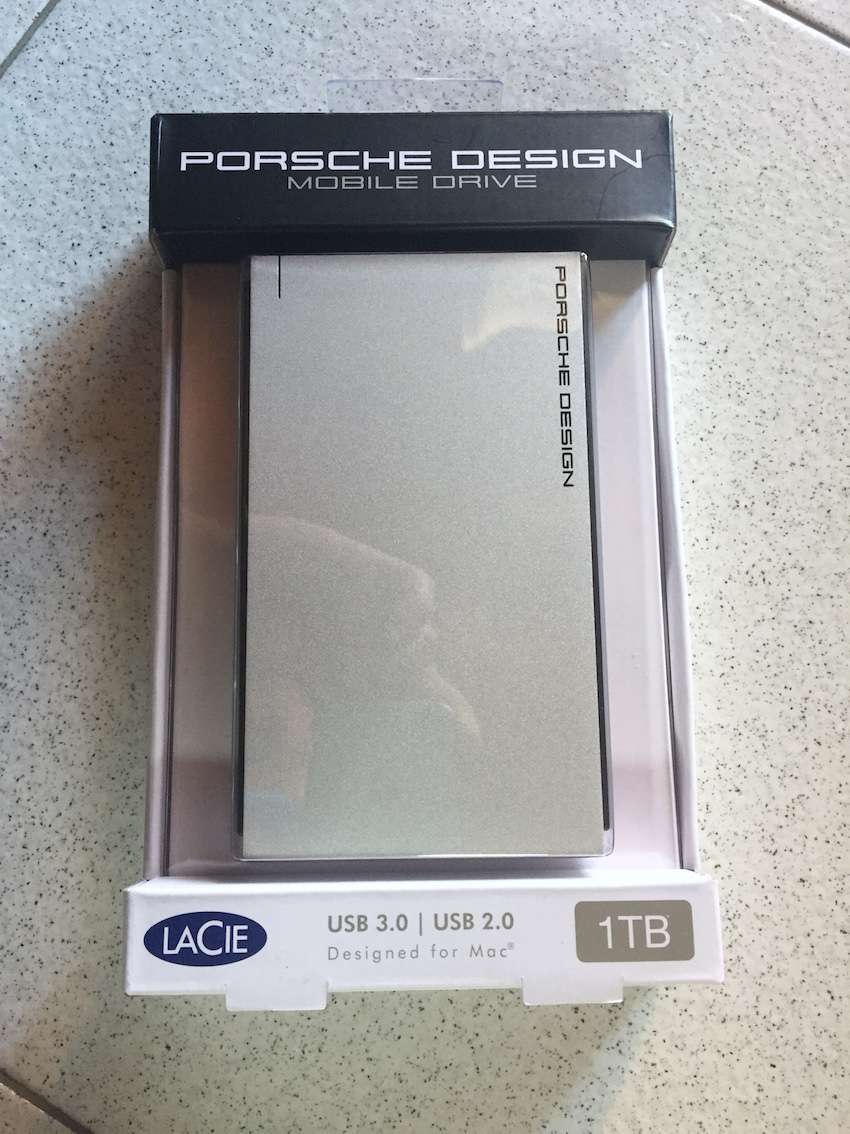 PORSCHE DESIGN
MOBILE DRIVE
PORSCHE DESIGN
LACIE
USB 3.0 | USB 2.0
Designed for Mac®
1TB